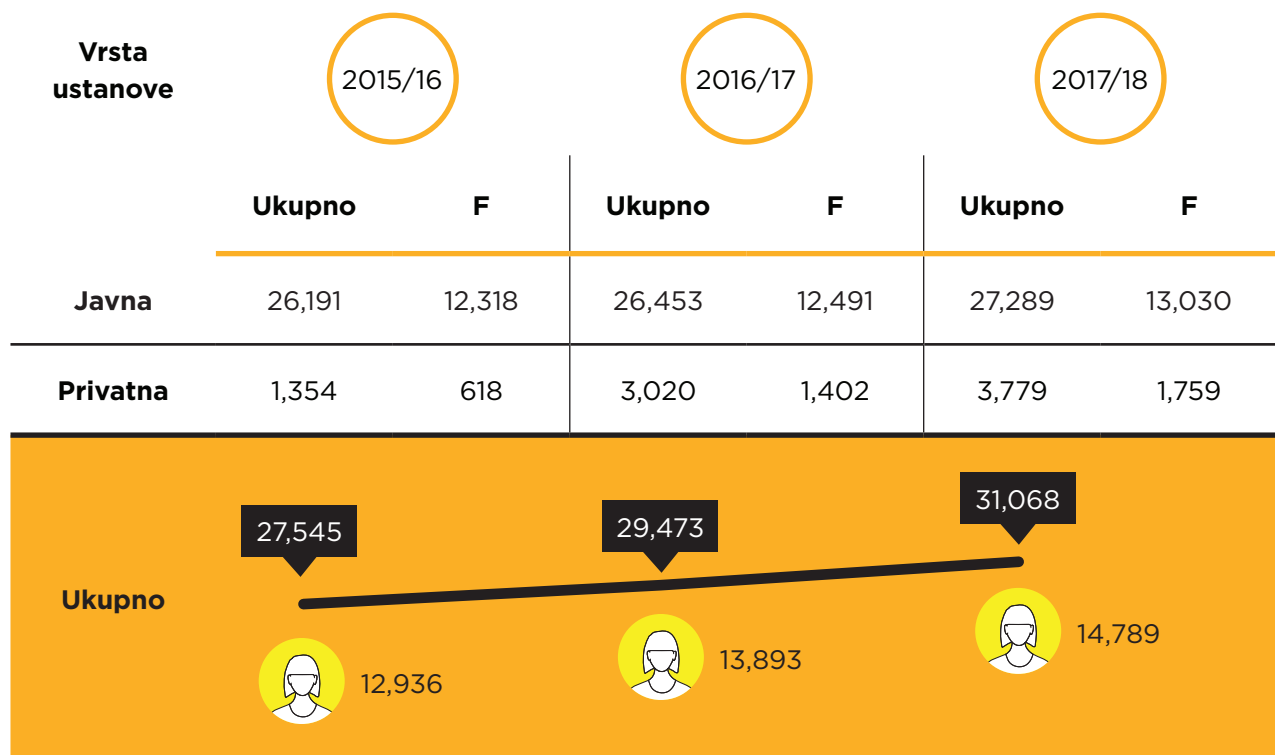 Vrsta
ustanove
2015/16 2016/17 2017/18
Ukupno F Ukupno F Ukupno F
Javna 26,191 12,318 26,453 12,491 27,289 13,030
Privatna 1,354 618 3,020 1,402 3,779 1,759
Ukupno
27,545 29,473 31,068
12,936 13,893 14,789